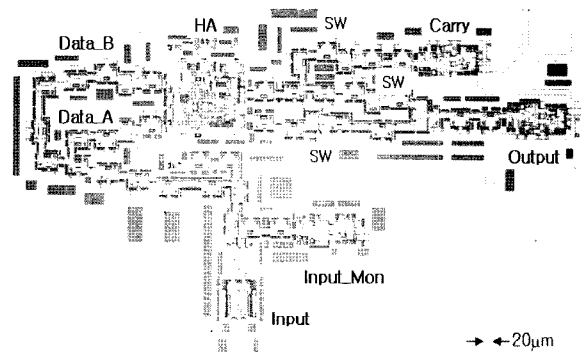 HA
SW
Carry
Data_B
SW
Data_A
SW
Output
Input_Mon
Input
20μm